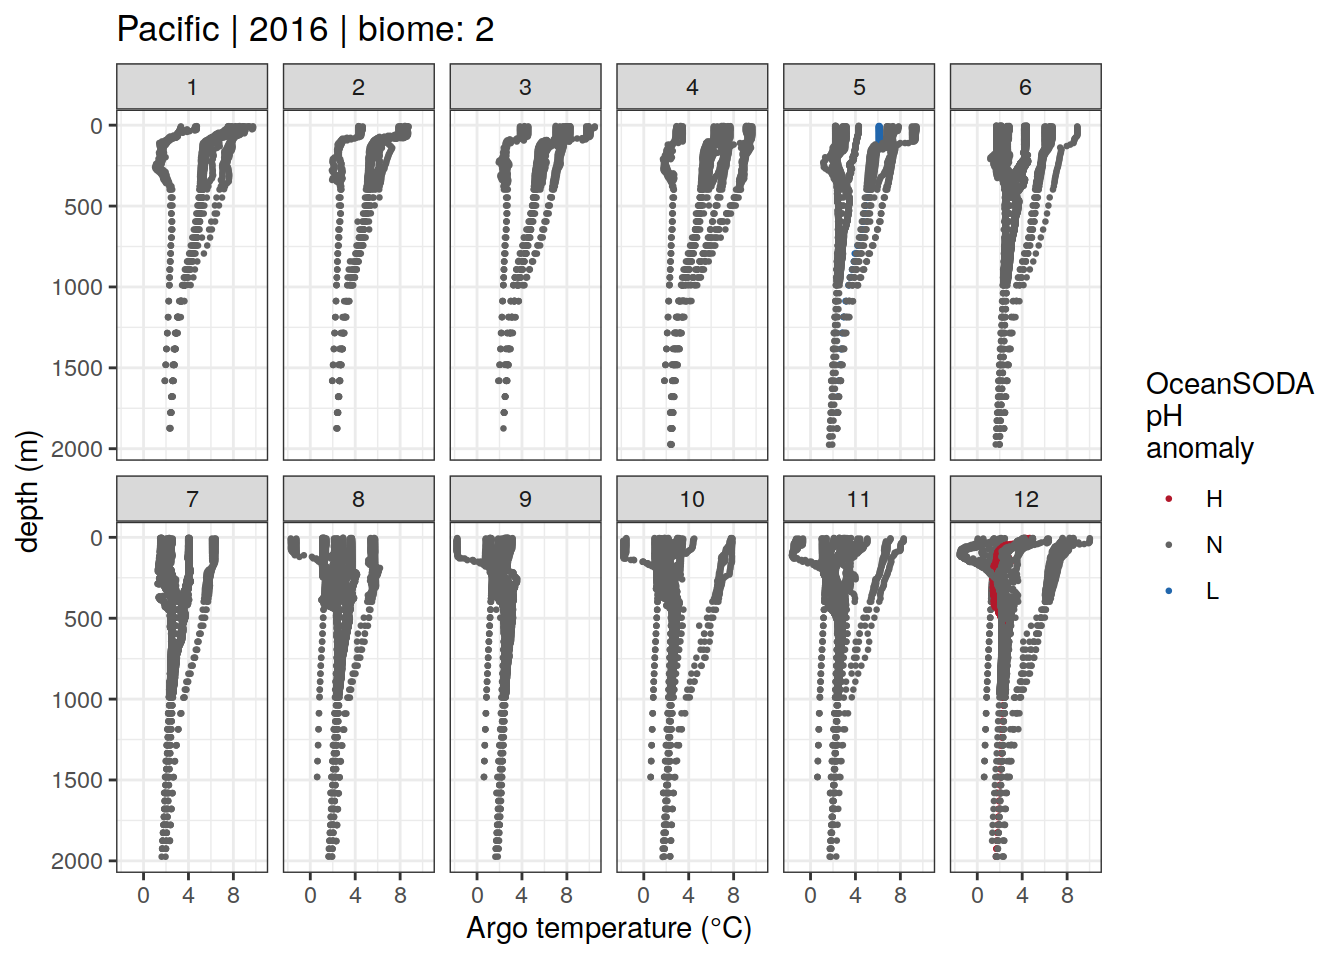 Pacific | 2016 | biome: 2
1 2 3 4 5 6
0
500
1000
1500
2000
7 8 9 10 11 12
0
500
1000
1500
2000
0 4 8 0 4 8 0 4 8 0 4 8 0 4 8 0 4 8
Argo temperature (°C)
depth (m)
OceanSODA
pH
anomaly
H
N
L